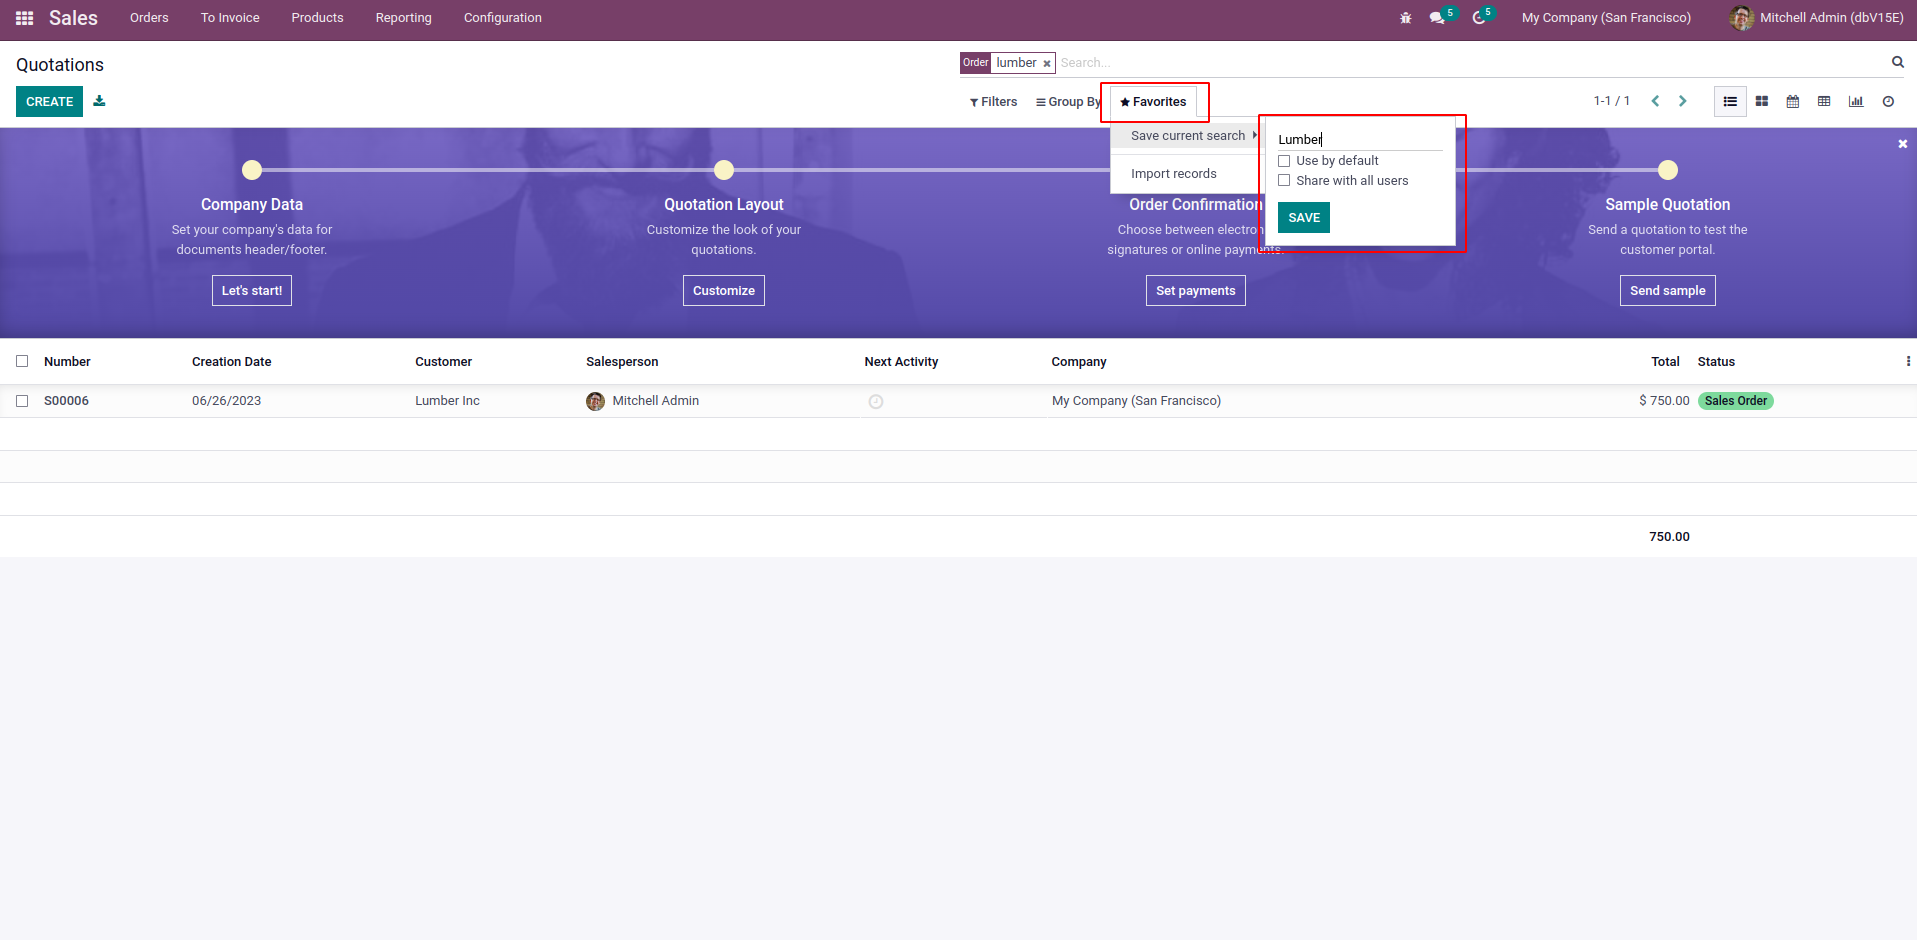 Sales Orders To Invoice Products Reporting Configuration 5 5 My Company (San Francisco) Mitchell Admin (dbV15E)
Quotations
Order lumber × Search...
CREATE
Filters Group By Favorites
1-1 / 1
Save current search
Import records
Lumber
Use by default
Share with all users
SAVE
Company Data
Set your company's data for
documents header/footer.
Let's start!
Quotation Layout
Customize the look of your
quotations.
Customize
Order Confirmation
Choose between electron
signatures or online payments.
Set payments
Sample Quotation
Send a quotation to test the
customer portal.
Send sample
Number Creation Date Customer Salesperson Next Activity Company Total Status
S00006 06/26/2023 Lumber Inc Mitchell Admin My Company (San Francisco) $ 750.00 Sales Order
750.00